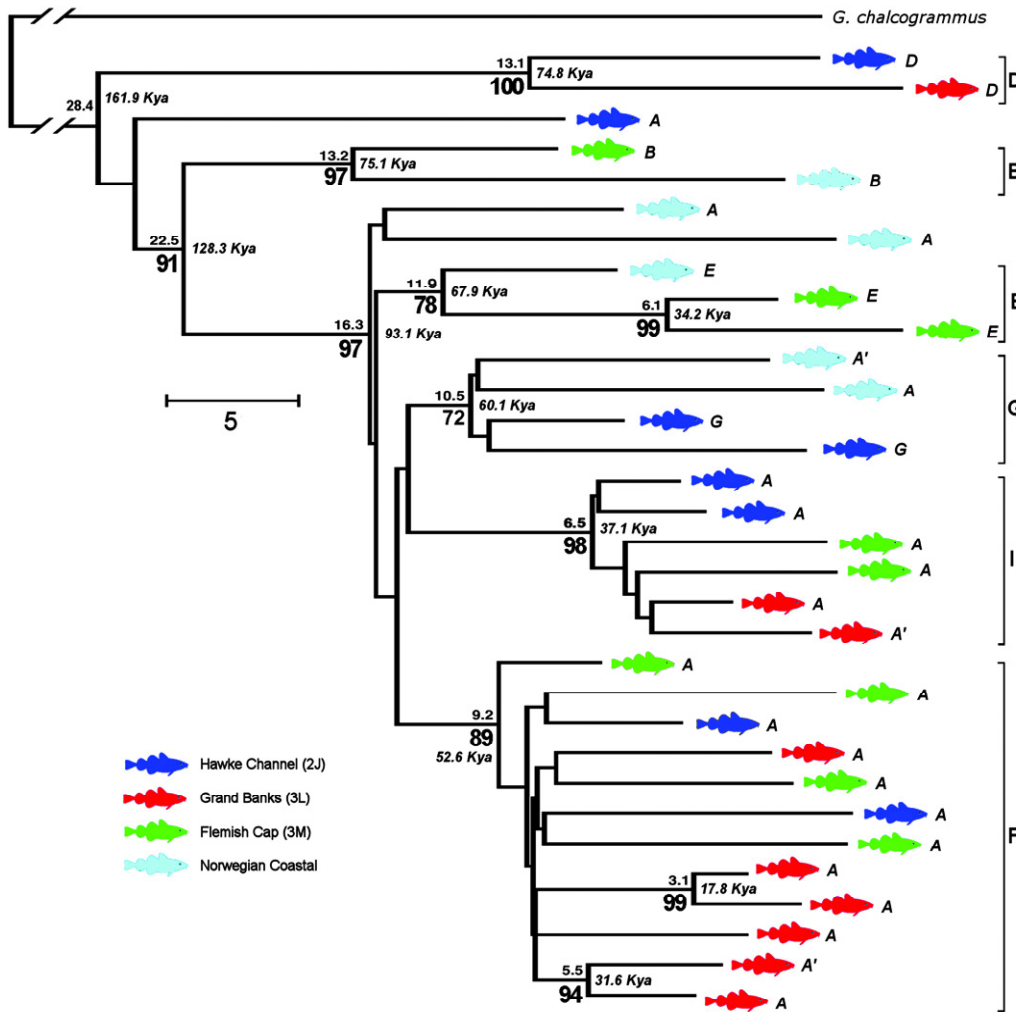 G. chalcogrammus
13.1
100
74.8 Kya
D
D
D
28.4
161.9 Kya
A
13.2
97
75.1 Kya
B
B
22.5
91
128.3 Kya
A
A
11.9
78
67.9 Kya
E
6.1
99
34.2 Kya
E
E
16.3
97
93.1 Kya
5
10.5
72
60.1 Kya
A'
A
G
G
6.5
98
37.1 Kya
A
A
A
A
A
A'
I
9.2
89
52.6 Kya
A
A
A
A
A
A
A
3.1
99
17.8 Kya
A
A
A
5.5
94
31.6 Kya
A'
A
Hawke Channel (2J)
Grand Banks (3L)
Flemish Cap (3M)
Norwegian Coastal